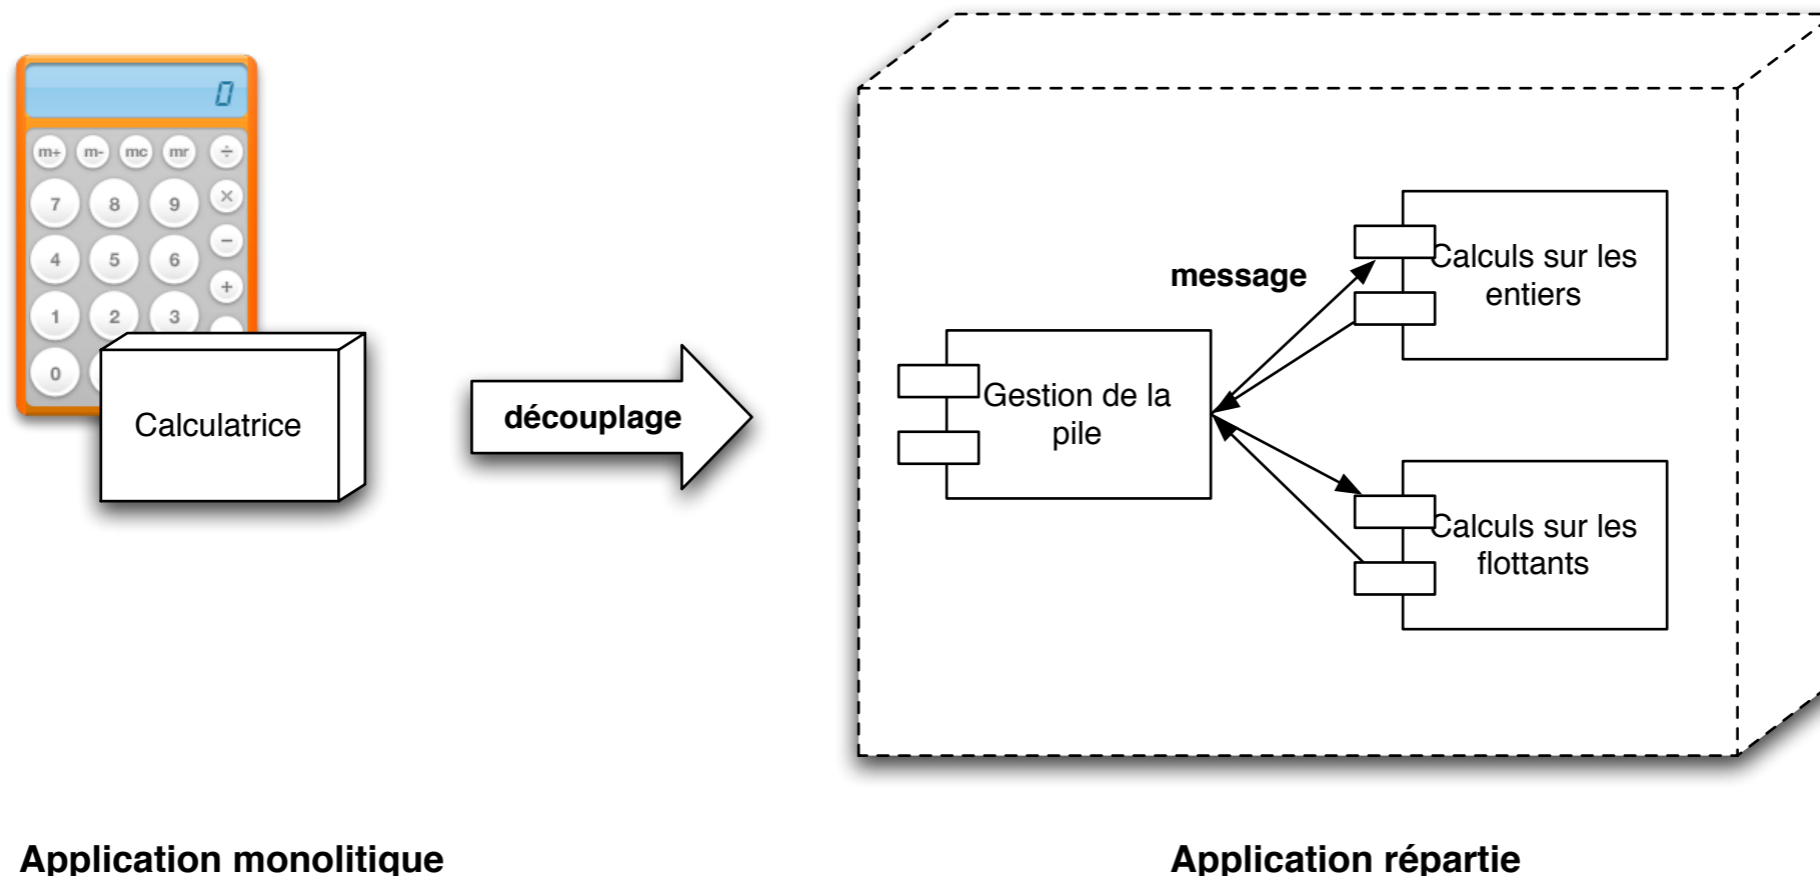 0
m+ m- mc mr ÷
7 8 9 ×
4 5 6 −
1 2 3 +
0
Calculatrice
découplage
message
Gestion de la
pile
Calculs sur les
entiers
Calculs sur les
flottants
Application monolitique
Application répartie